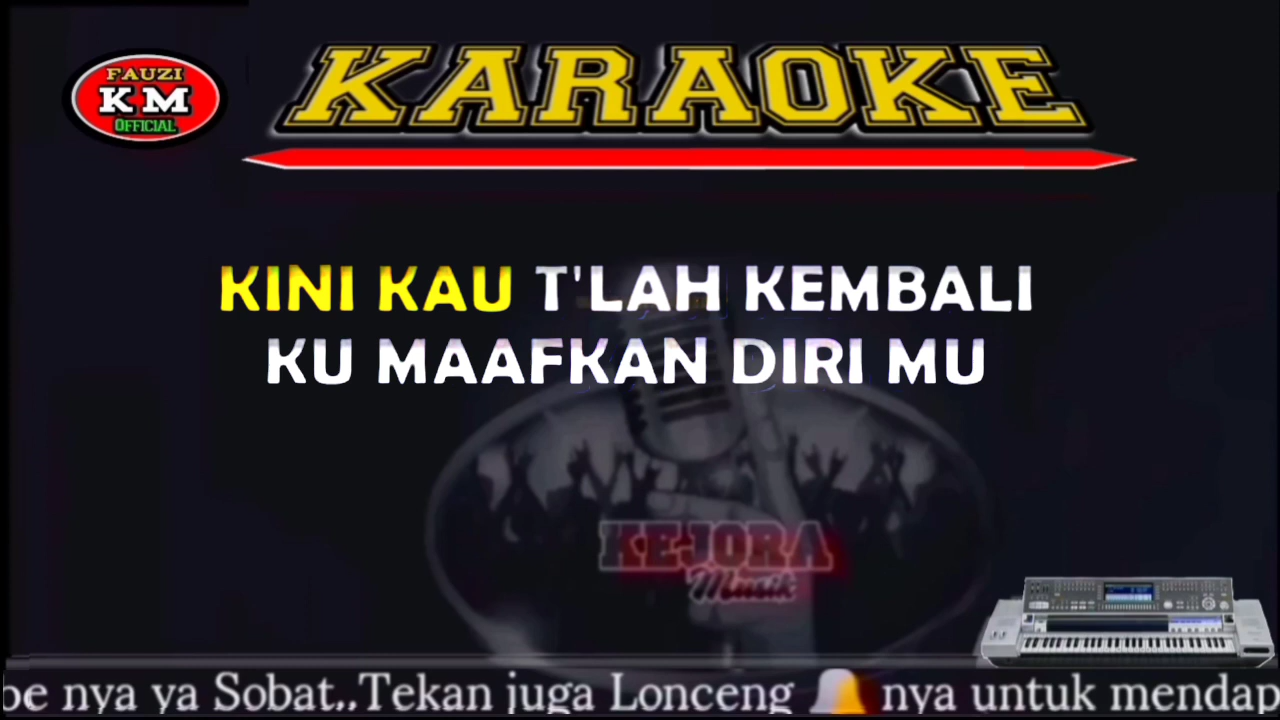 FAUZI
KM
OFFICIAL
KARAOKE
KINI KAU T'LAH KEMBALI
KU MAAFKAN DIRI MU
KEJORA
Musik
be nya ya Sobat..Tekan juga Lonceng 🔔 nya untuk mendap